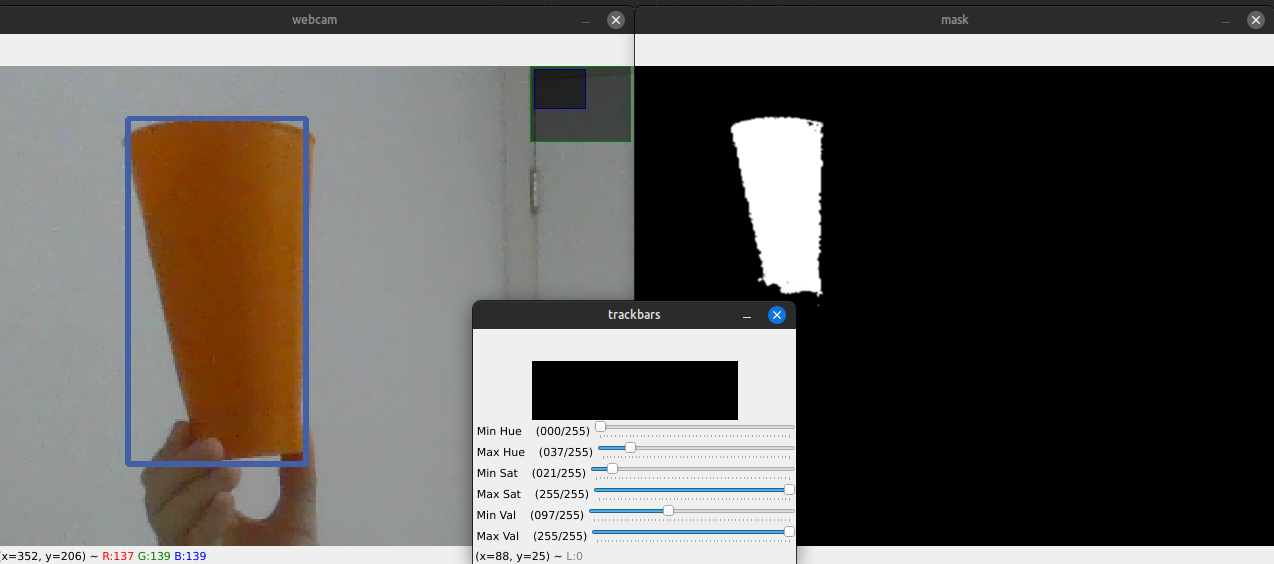 webcam
mask
trackbars
Min Hue (000/255)
Max Hue (037/255)
Min Sat (021/255)
Max Sat (255/255)
Min Val (097/255)
Max Val (255/255)
(x=352, y=206) ~ R:137 G:139 B:139
(x=88, y=25) ~ L:0